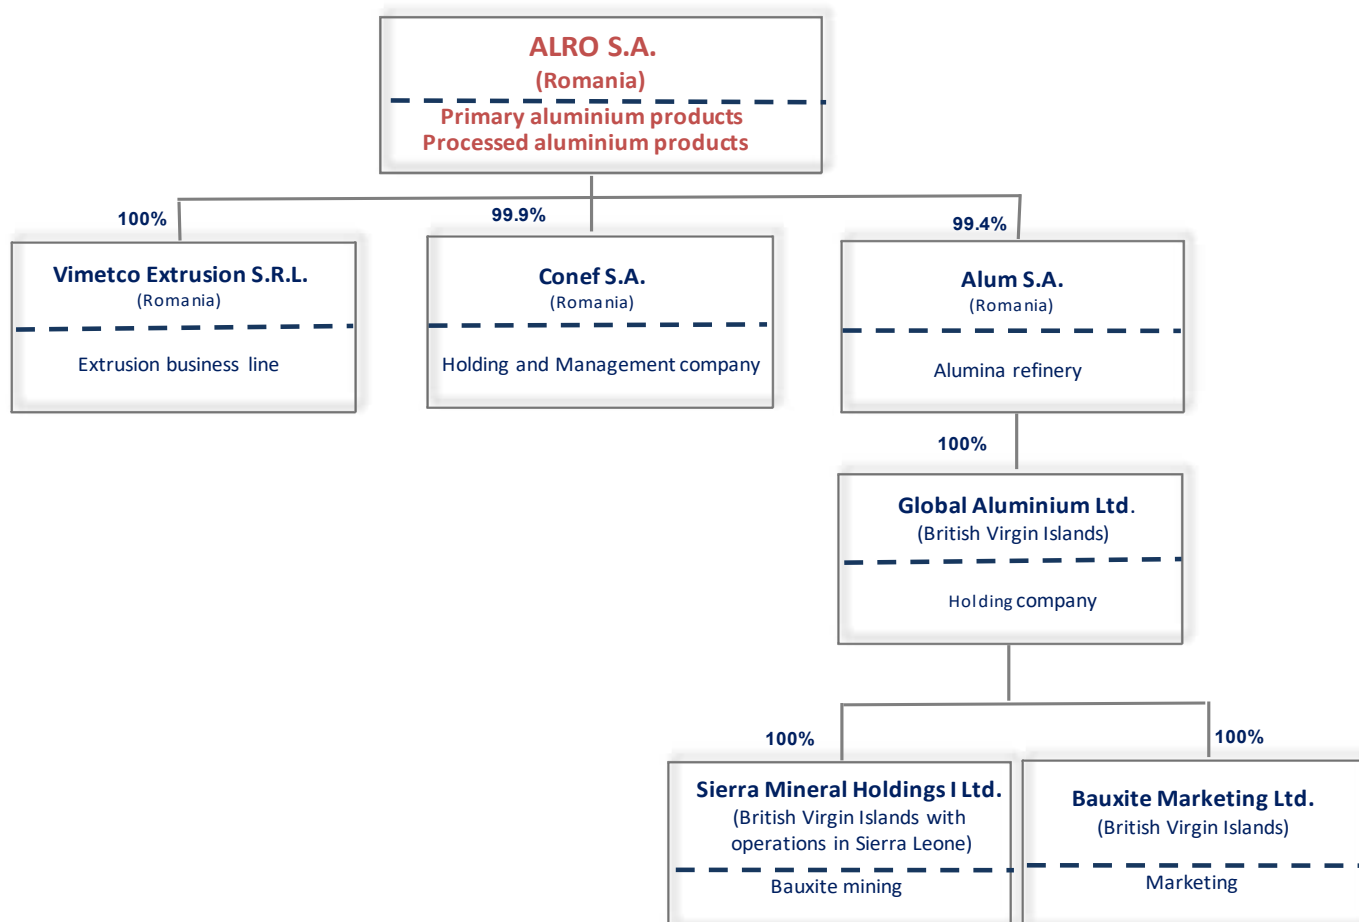 ALRO S.A.
(Romania)
Primary aluminium products
Processed aluminium products
100%
99.9%
99.4%
Vimetco Extrusion S.R.L.
(Romania)
Extrusion business line
Conef S.A.
(Romania)
Holding and Management company
Alum S.A.
(Romania)
Alumina refinery
100%
Global Aluminium Ltd.
(British Virgin Islands)
Holding company
100%
100%
Sierra Mineral Holdings I Ltd.
(British Virgin Islands with
operations in Sierra Leone)
Bauxite mining
Bauxite Marketing Ltd.
(British Virgin Islands)
Marketing